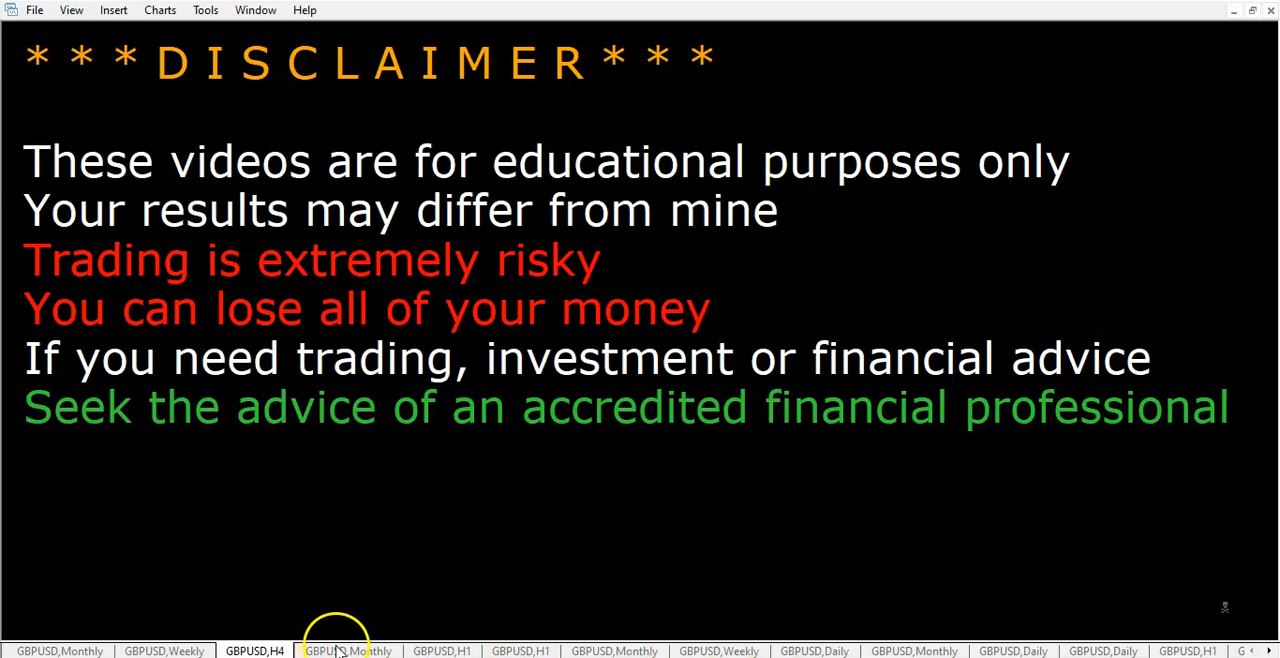 File View Insert Charts Tools Window Help
* * * D I S C L A I M E R * * *
These videos are for educational purposes only
Your results may differ from mine
Trading is extremely risky
You can lose all of your money
If you need trading, investment or financial advice
Seek the advice of an accredited financial professional
GBPUSD,Monthly GBPUSD,Weekly GBPUSD,H4 GBPUSD,Monthly GBPUSD,H1 GBPUSD,H1 GBPUSD,Monthly GBPUSD,Weekly GBPUSD,Daily GBPUSD,Monthly GBPUSD,Daily GBPUSD,Daily GBPUSD,H1 G